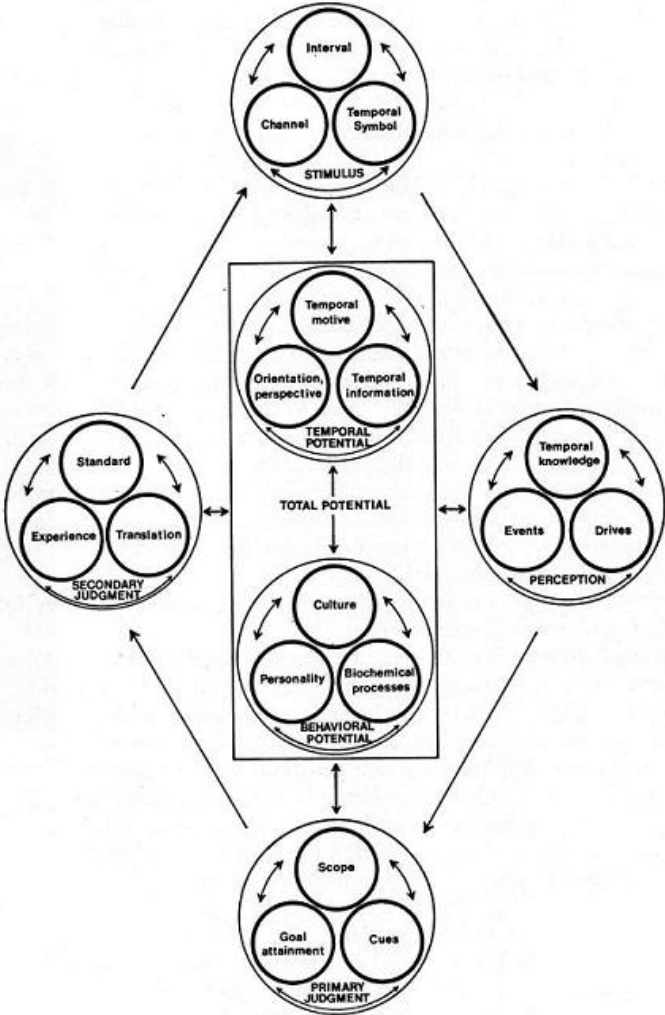 Interval
Channel
Temporal
Symbol
STIMULUS
Temporal
motive
Orientation,
perspective
Temporal
information
TEMPORAL
POTENTIAL
Standard
Experience
Translation
SECONDARY
JUDGMENT
TOTAL POTENTIAL
Temporal
knowledge
Events
Drives
PERCEPTION
Culture
Personality
Biochemical
processes
BEHAVIORAL
POTENTIAL
Scope
Goal
attainment
Cues
PRIMARY
JUDGMENT